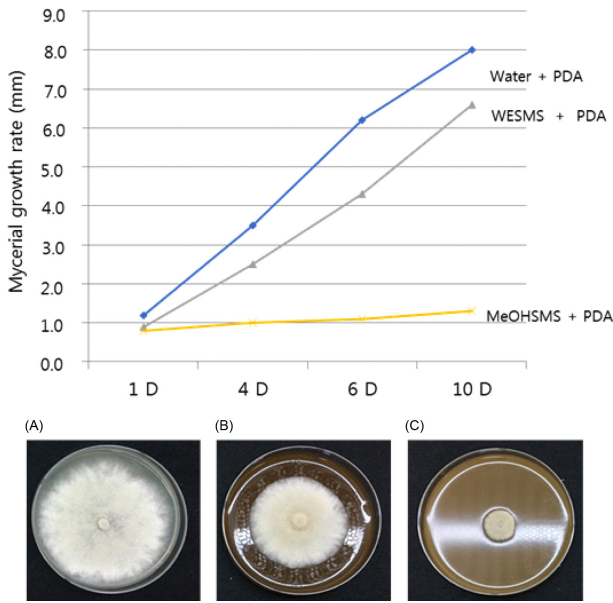 9.0
8.0
7.0
6.0
5.0
4.0
3.0
2.0
1.0
0.0
Mycerial growth rate (mm)
Water + PDA
WESMS + PDA
MeOHSMS + PDA
1 D 4 D 6 D 10 D
(A) (B) (C)